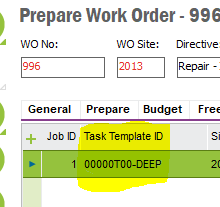 Prepare Work Order - 996
WO No: WO Site: Directive
996 2013 Repair -
General Prepare Budget Free
Job ID Task Template ID Si
1 00000T00-DEEP 20